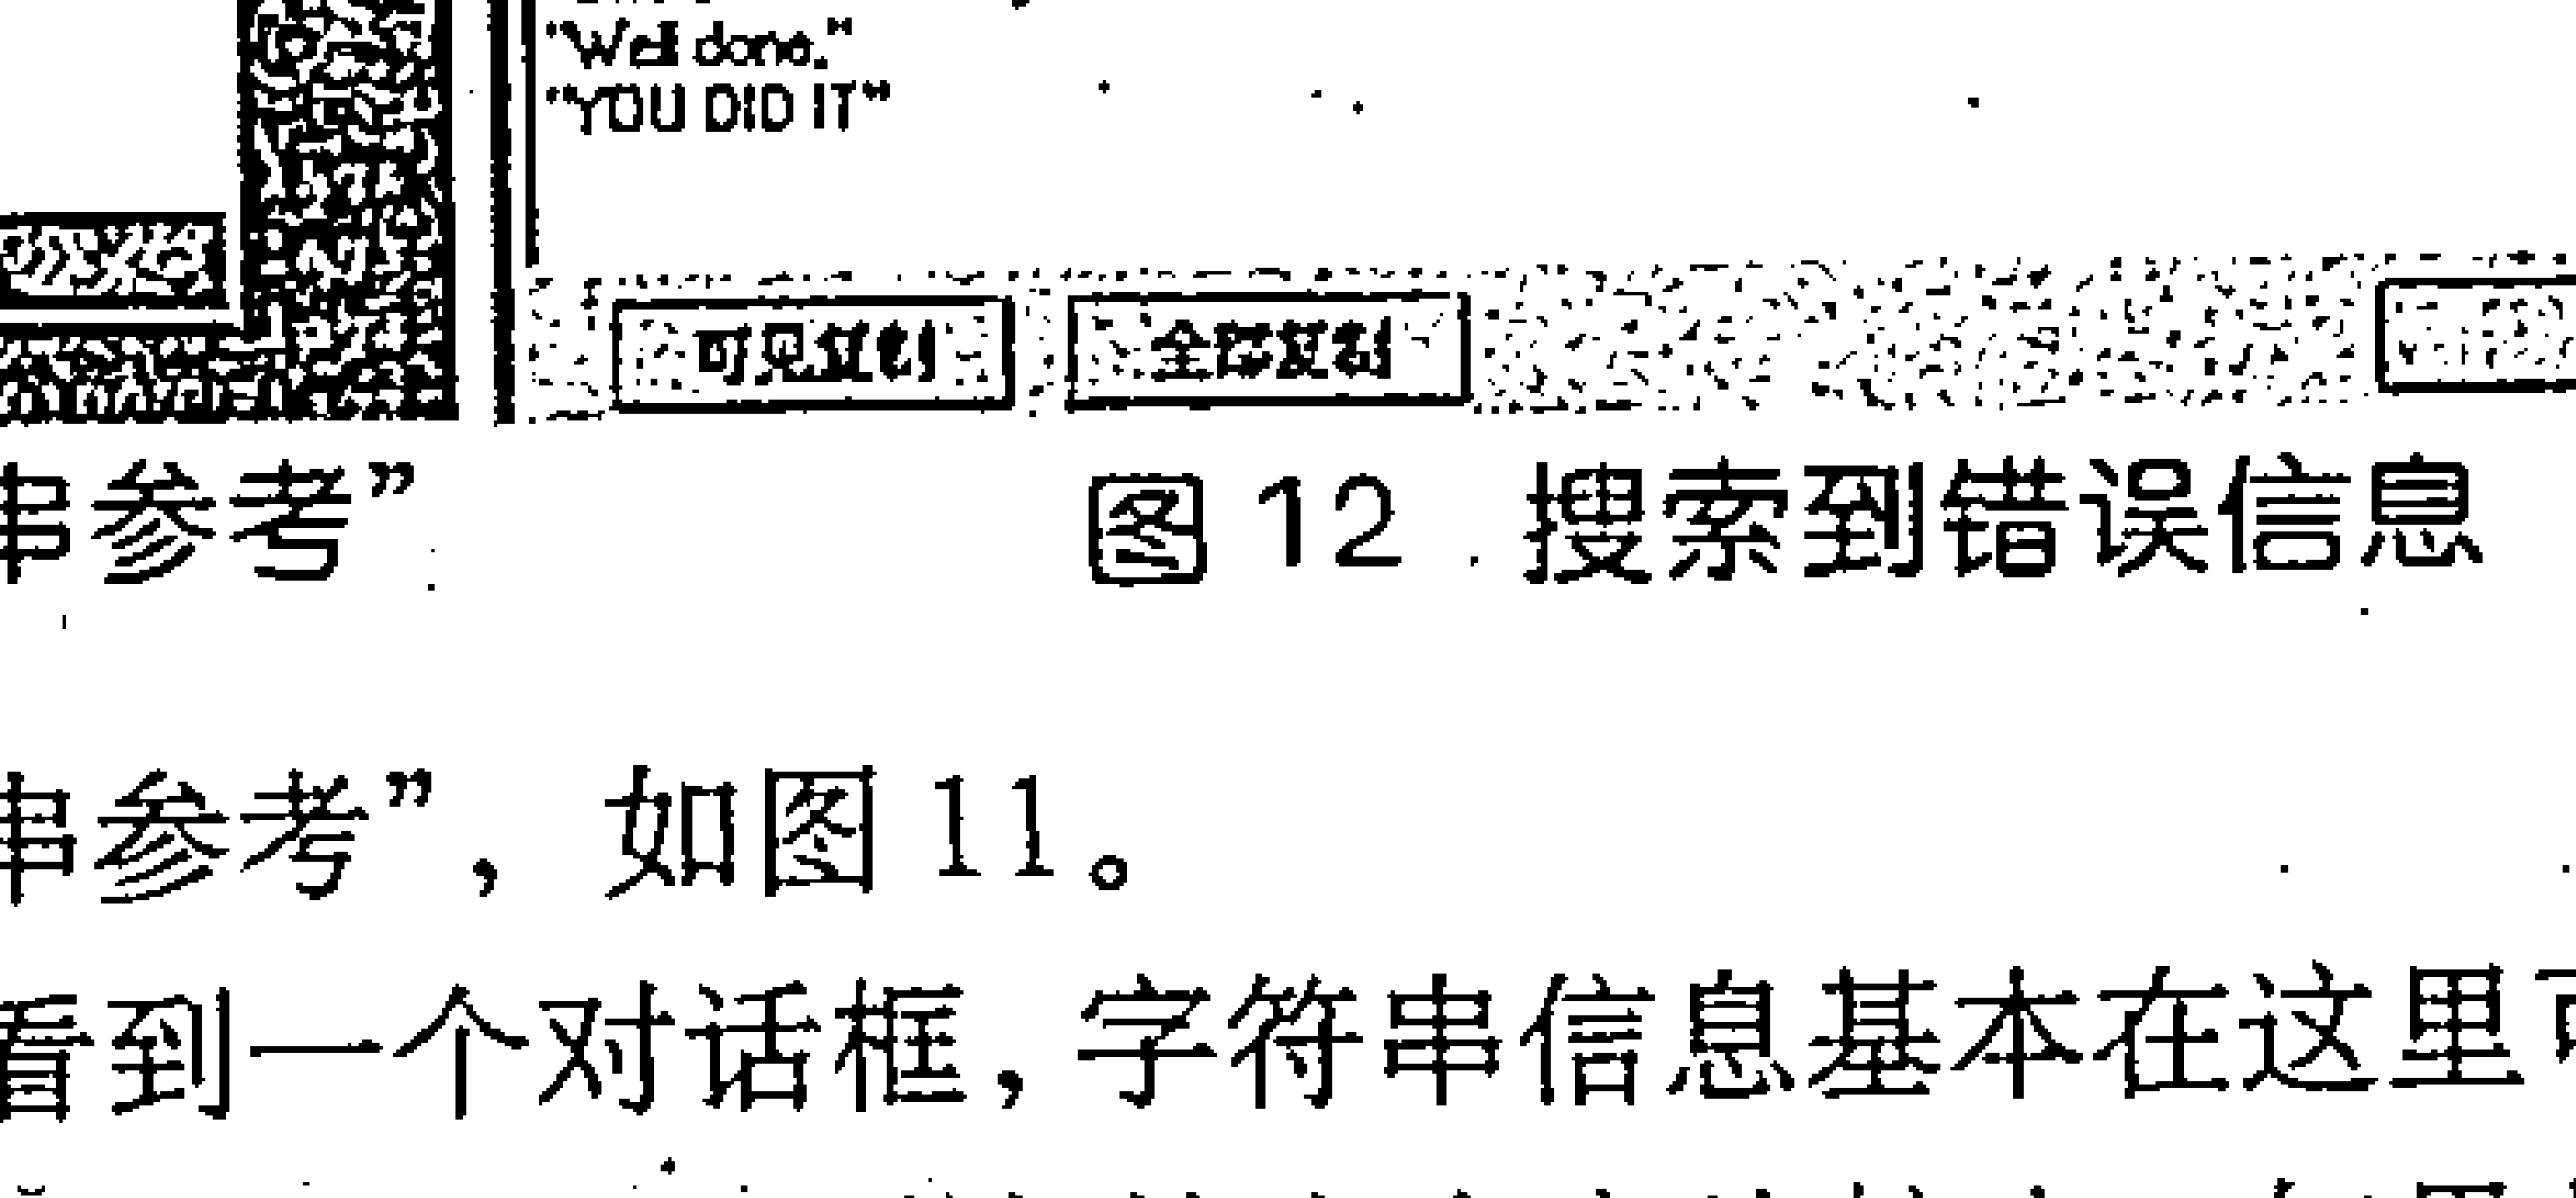 "Well done."
"YOU DID IT"
可见复制 全部复制
串参考” 图 12 搜索到错误信息
串参考”，如图 11。
看到一个对话框，字符串信息基本在这里可